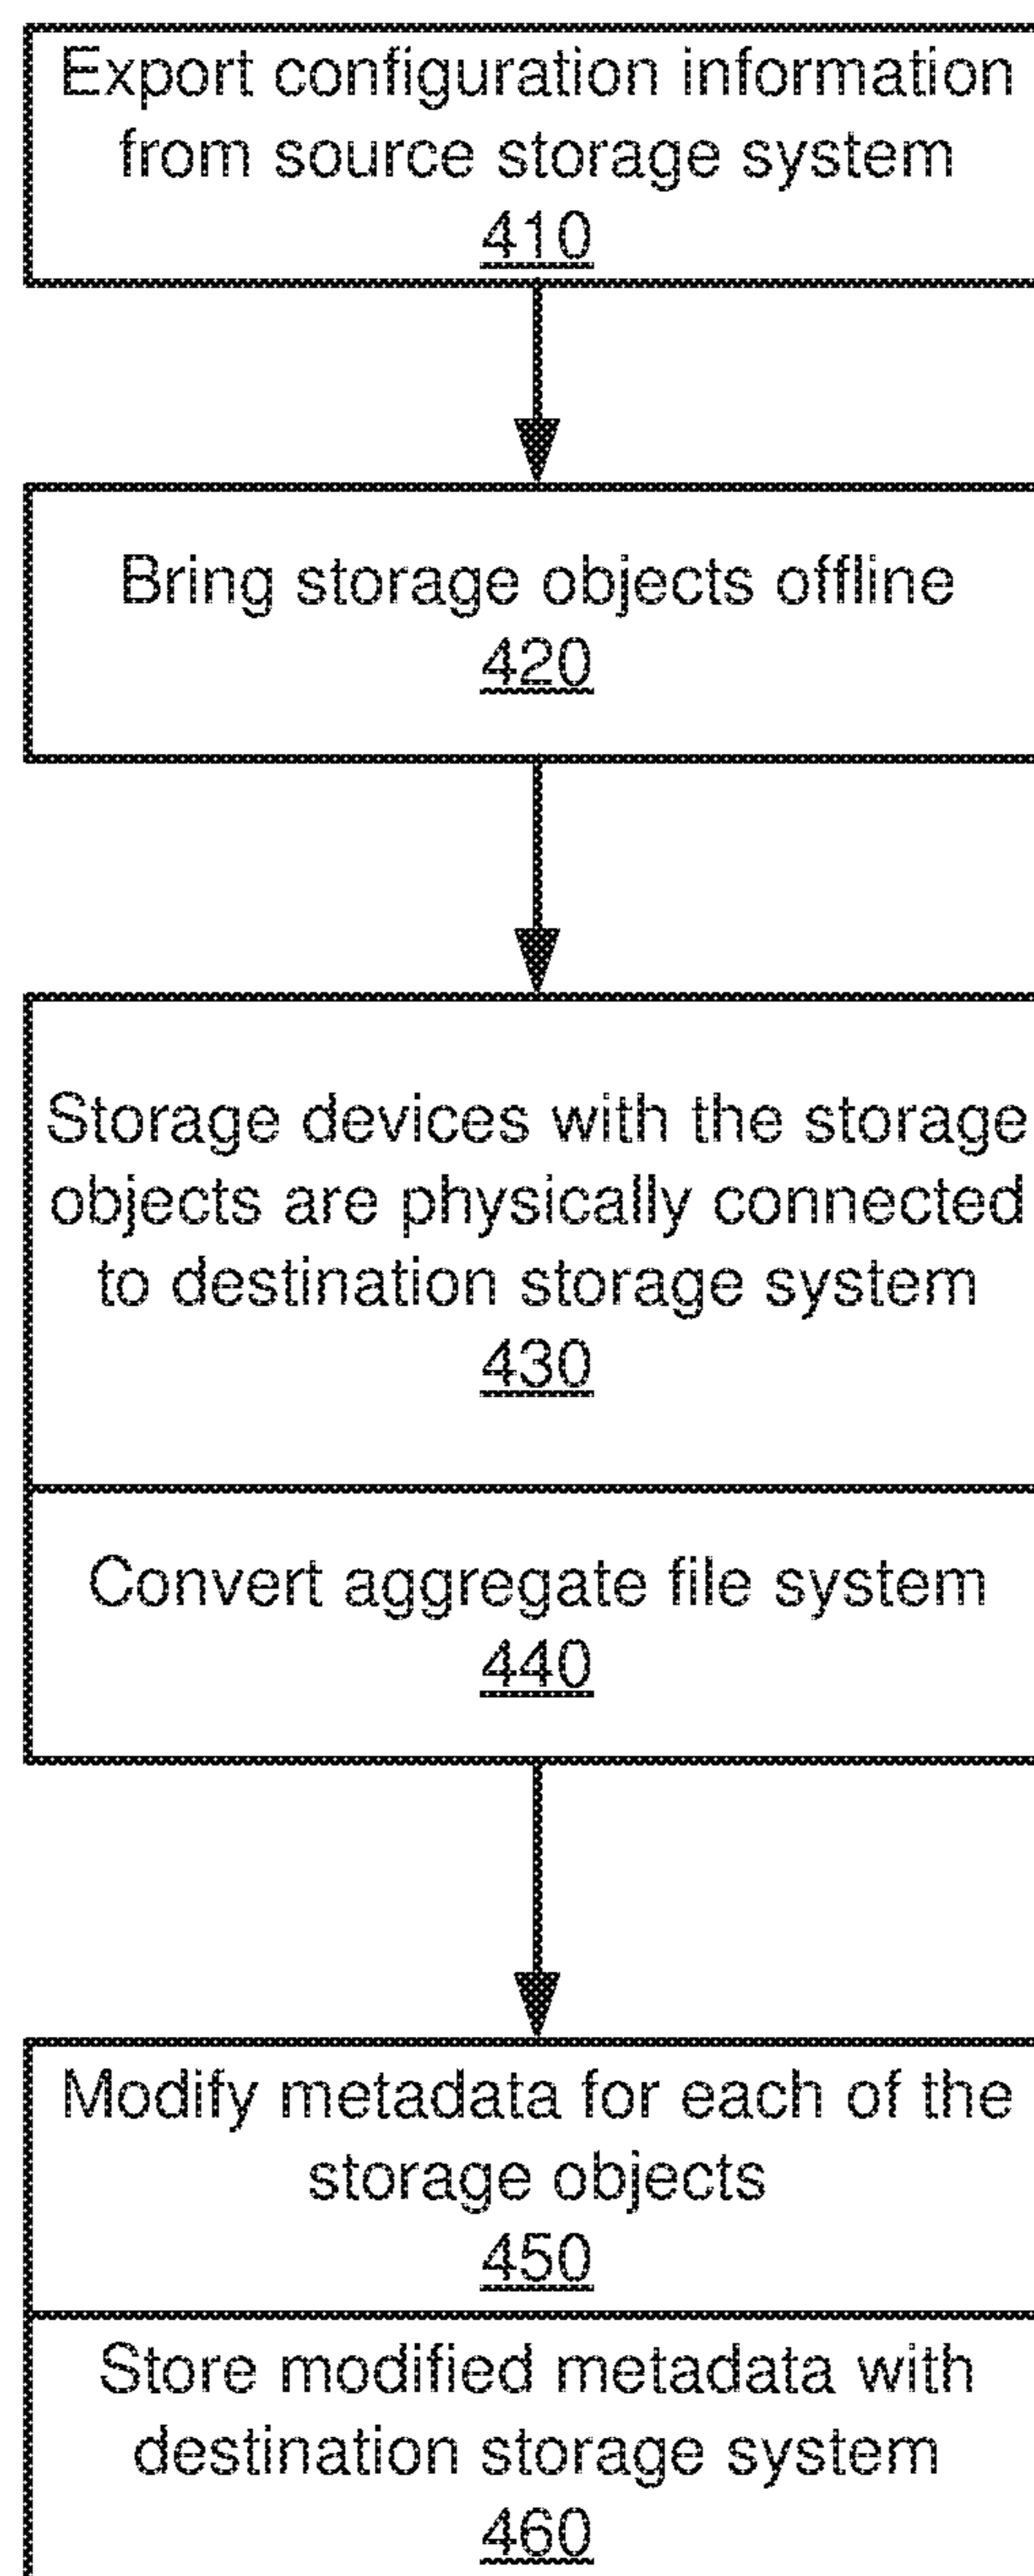 Export configuration information
from source storage system
410
Bring storage objects offline
420
Storage devices with the storage
objects are physically connected
to destination storage system
430
Convert aggregate file system
440
Modify metadata for each of the
storage objects
450
Store modified metadata with
destination storage system
460